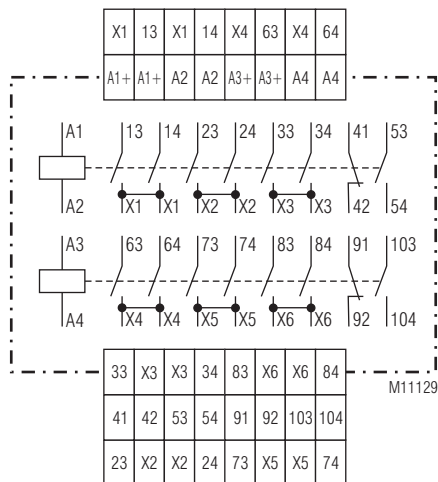 X1 13 X1 14 X4 63 X4 64
A1+ A1+ A2 A2 A3+ A3+ A4 A4
A1 13 14 23 24 33 34 41 53
A2 X1 X1 X2 X2 X3 X3 42 54
A3 63 64 73 74 83 84 91 103
A4 X4 X4 X5 X5 X6 X6 92 104
33 X3 X3 34 83 X6 X6 84
M11129
41 42 53 54 91 92 103 104
23 X2 X2 24 73 X5 X5 74